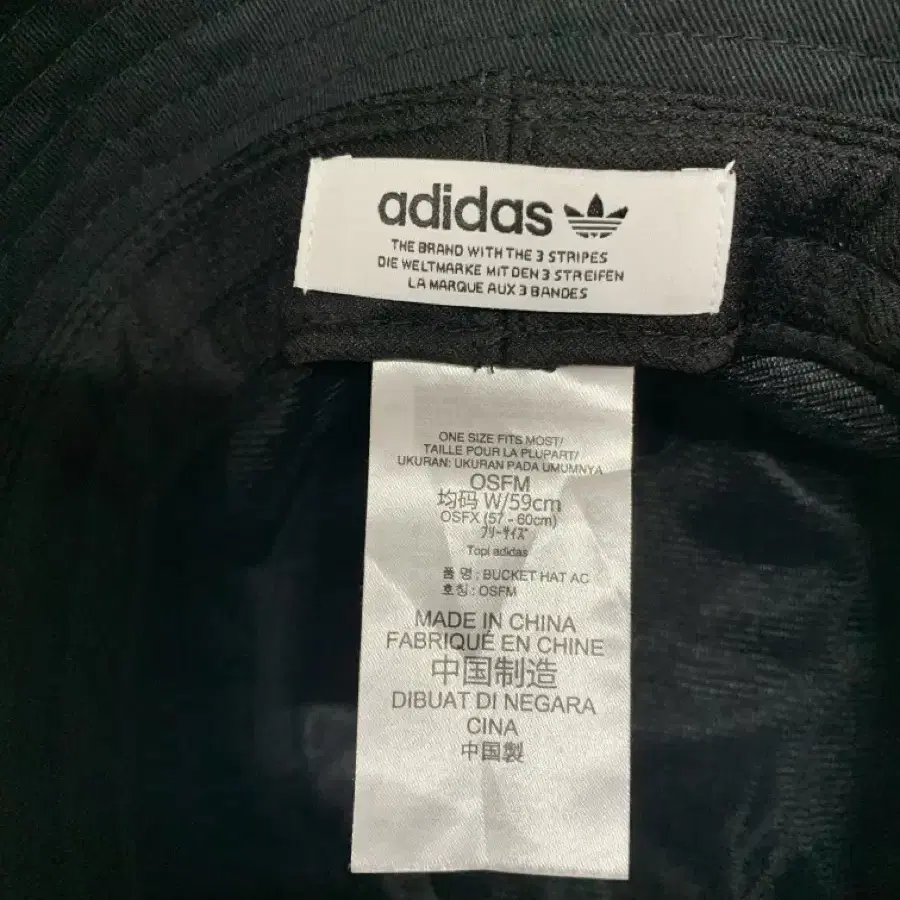 adidas
THE BRAND WITH THE 3 STRIPES
DIE WELTMARKE MIT DEN 3 STREIFEN
LA MARQUE AUX 3 BANDES
ONE SIZE FITS MOST/
TAILLE POUR LA PLUPART/
UKURAN: UKURAN PADA UMUMNYA
OSFM
均码 W/59cm
OSFX (57 - 60cm)
フリーサイズ
Topi adidas
품 명 : BUCKET HAT AC
호칭 : OSFM
MADE IN CHINA
FABRIQUÉ EN CHINE
中国制造
DIBUAT DI NEGARA
CINA
中国製